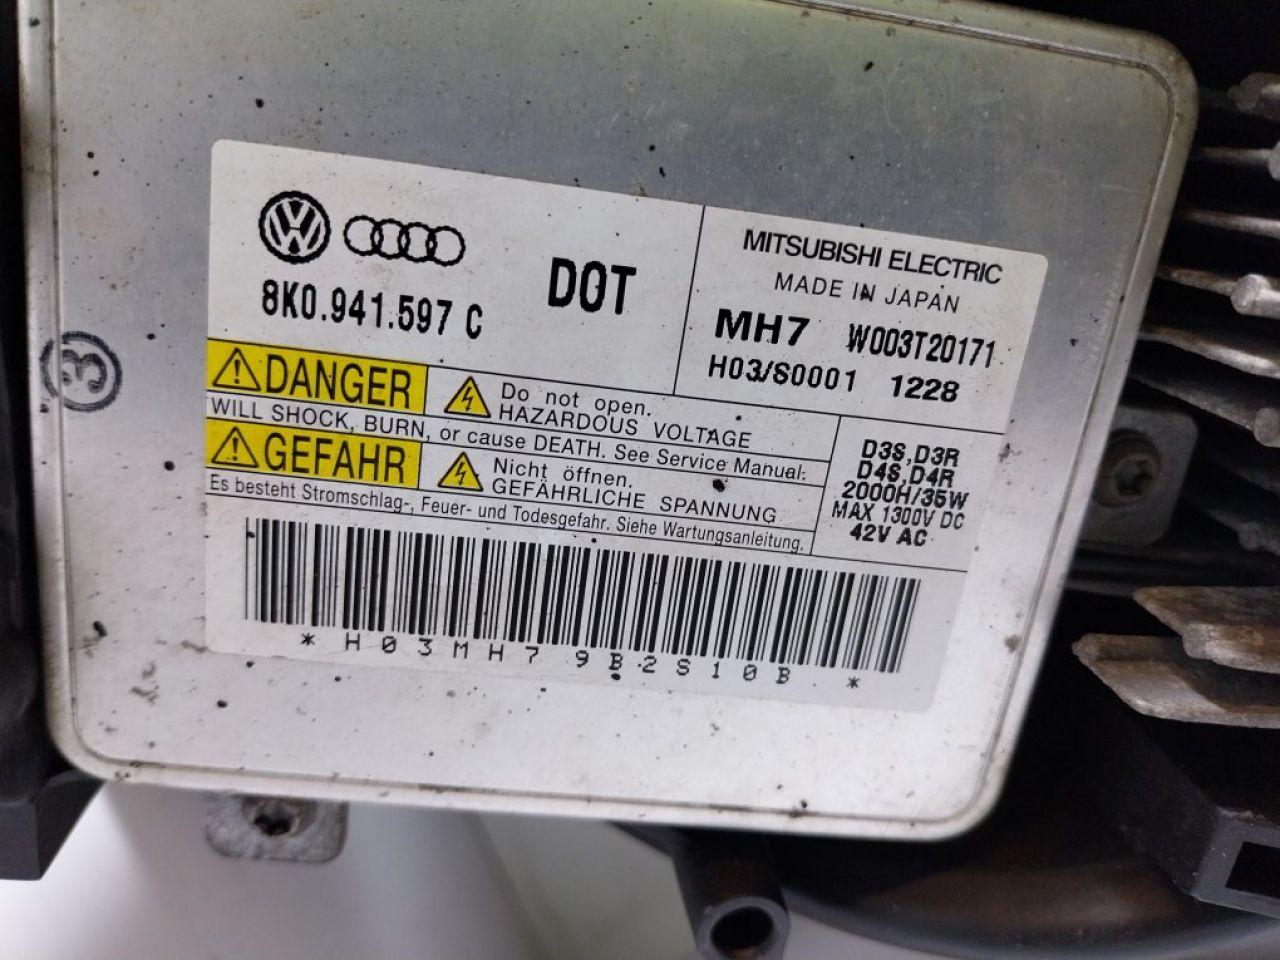 VW
8K0.941.597 C
DOT
MITSUBISHI ELECTRIC
MADE IN JAPAN
MH7 W003T20171
H03/S0001 1228
DANGER
Do not open.
HAZARDOUS VOLTAGE
WILL SHOCK, BURN, or cause DEATH. See Service Manual.
GEFAHR
Nicht öffnen.
GEFÄHRLICHE SPANNUNG
Es besteht Stromschlag-, Feuer- und Todesgefahr. Siehe Wartungsanleitung.
D3S,D3R
D4S,D4R
2000H/35W
MAX 1300V DC
42V AC
*H03MH79B2S10B*
3